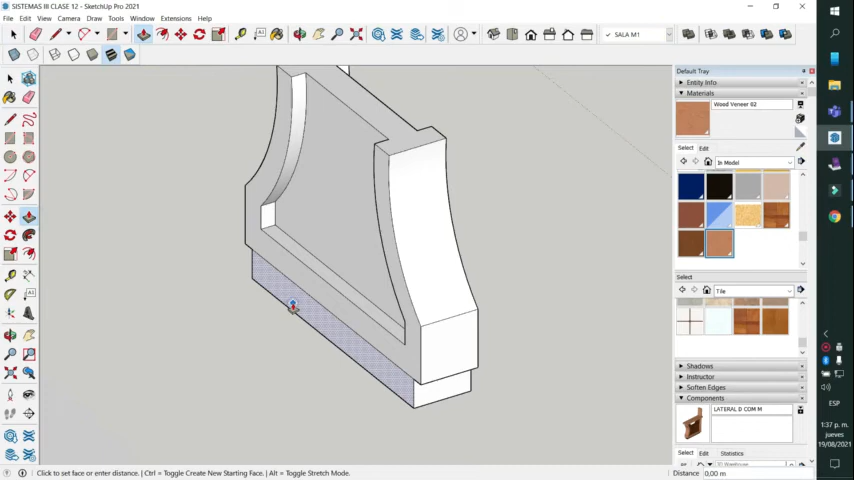 SISTEMAS III CLASE 12 - SketchUp Pro 2021
File Edit View Camera Draw Tools Window Extensions Help
SALA M1
Default Tray
Entity Info
Materials
Wood Veneer 02
Select Edit
In Model
Select
Tile
Shadows
Instructor
Soften Edges
Components
LATERAL D COM M
Select Edit Statistics
ESP
1:37 p. m.
jueves
19/08/2021
Click to set face or enter distance. | Ctrl = Toggle Create New Starting Face. | Alt = Toggle Stretch Mode.
Distance 0,00 m